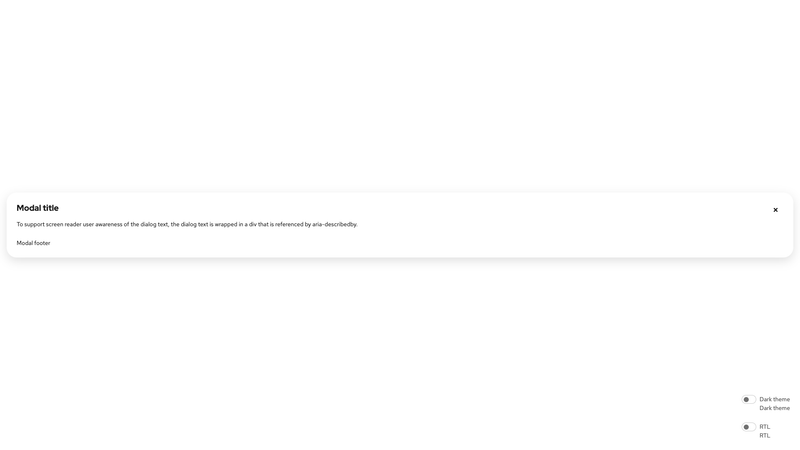 Modal title
To support screen reader user awareness of the dialog text, the dialog text is wrapped in a div that is referenced by aria-describedby.
Modal footer
Dark theme
Dark theme
RTL
RTL